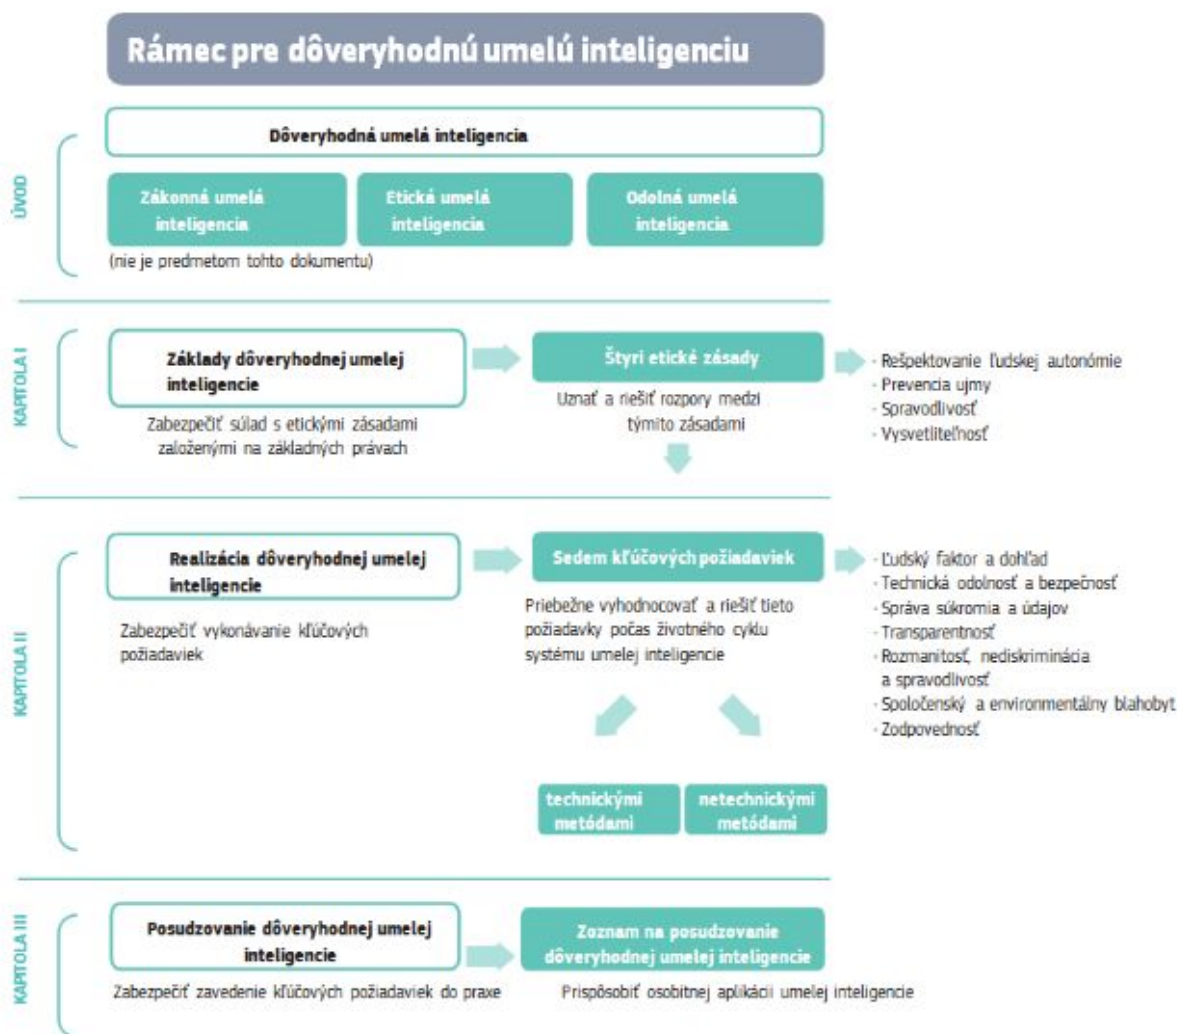 Rámec pre dôveryhodnú umelú inteligenciu
ÚVOD
Dôveryhodná umelá inteligencia
Zákonná umelá
inteligencia
Etická umelá
inteligencia
Odolná umelá
inteligencia
(nie je predmetom tohto dokumentu)
KAPITOLA I
Základy dôveryhodnej umelej
inteligencie
Zabezpečiť súlad s etickými zásadami
založenými na základných právach
Štyri etické zásady
Uznať a riešiť rozpory medzi
týmito zásadami
· Rešpektovanie ľudskej autonómie
· Prevencia ujmy
· Spravodlivosť
· Vysvetliteľnosť
KAPITOLA II
Realizácia dôveryhodnej umelej
inteligencie
Zabezpečiť vykonávanie kľúčových
požiadaviek
Sedem kľúčových požiadaviek
Priebežne vyhodnocovať a riešiť tieto
požiadavky počas životného cyklu
systému umelej inteligencie
· Ľudský faktor a dohľad
· Technická odolnosť a bezpečnosť
· Správa súkromia a údajov
· Transparentnosť
· Rozmanitosť, nediskriminácia
a spravodlivosť
· Spoločenský a environmentálny blahobyt
· Zodpovednosť
technickými
metódami
netechnickými
metódami
KAPITOLA III
Posudzovanie dôveryhodnej umelej
inteligencie
Zabezpečiť zavedenie kľúčových požiadaviek do praxe
Zoznam na posudzovanie
dôveryhodnej umelej inteligencie
Prispôsobiť osobitnej aplikácii umelej inteligencie